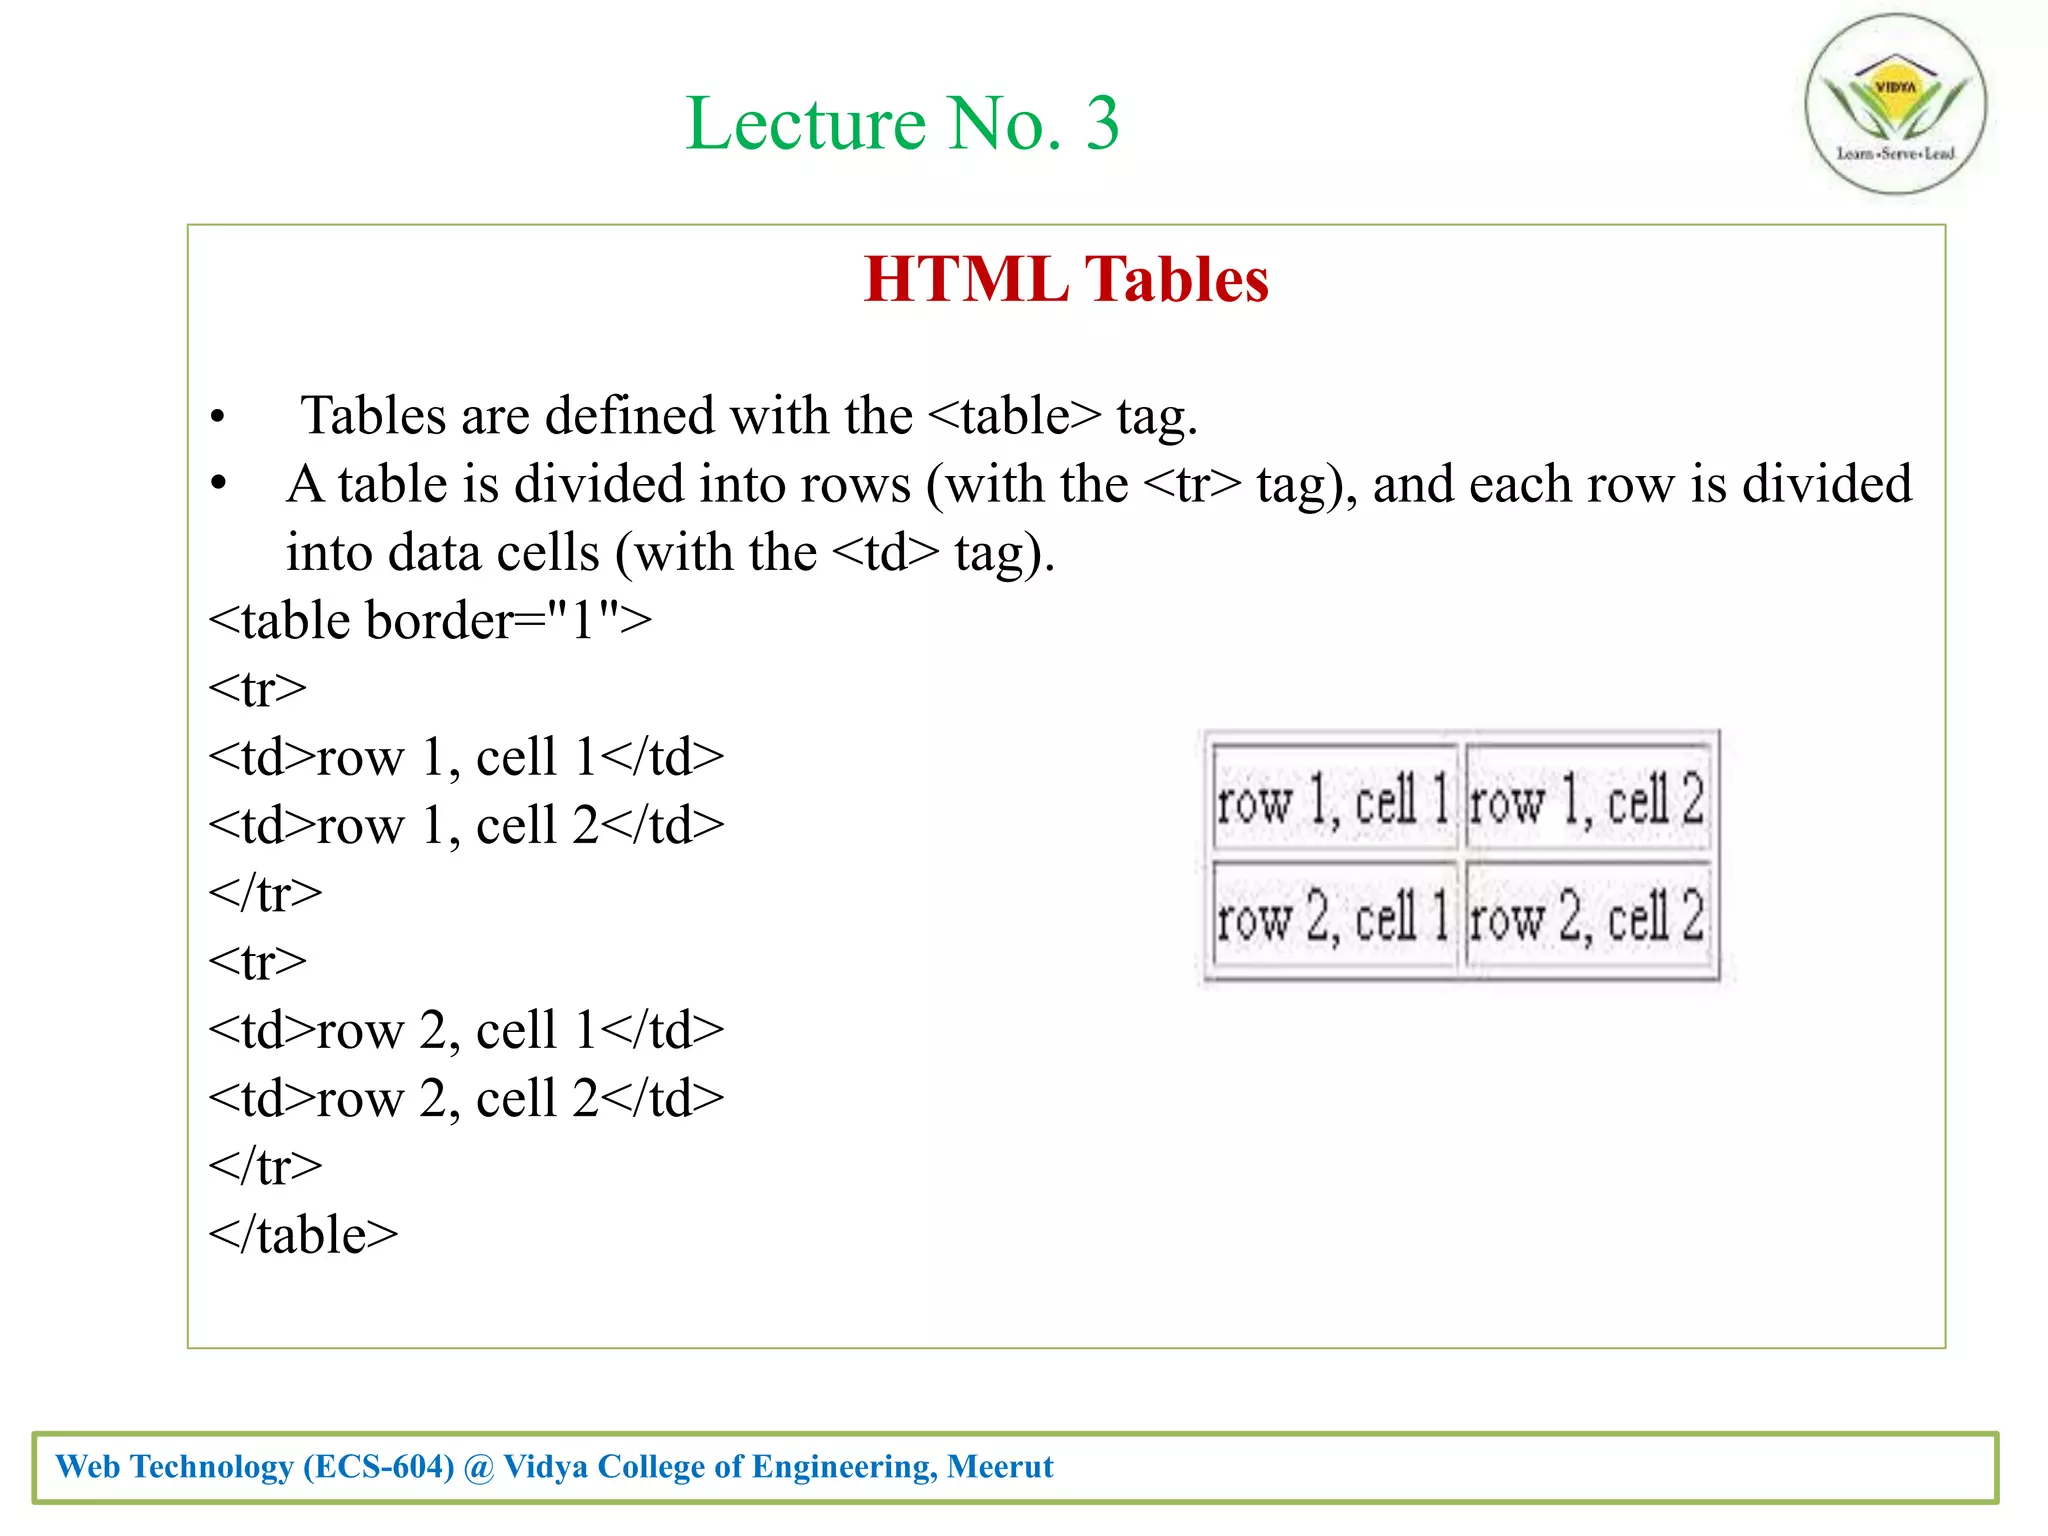 Lecture No. 3
VIDYA
Learn•Serve•Lead
HTML Tables
• Tables are defined with the <table> tag.
• A table is divided into rows (with the <tr> tag), and each row is divided
into data cells (with the <td> tag).
<table border="1">
<tr>
<td>row 1, cell 1</td>
<td>row 1, cell 2</td>
</tr>
<tr>
<td>row 2, cell 1</td>
<td>row 2, cell 2</td>
</tr>
</table>
row 1, cell 1 row 1, cell 2
row 2, cell 1 row 2, cell 2
Web Technology (ECS-604) @ Vidya College of Engineering, Meerut